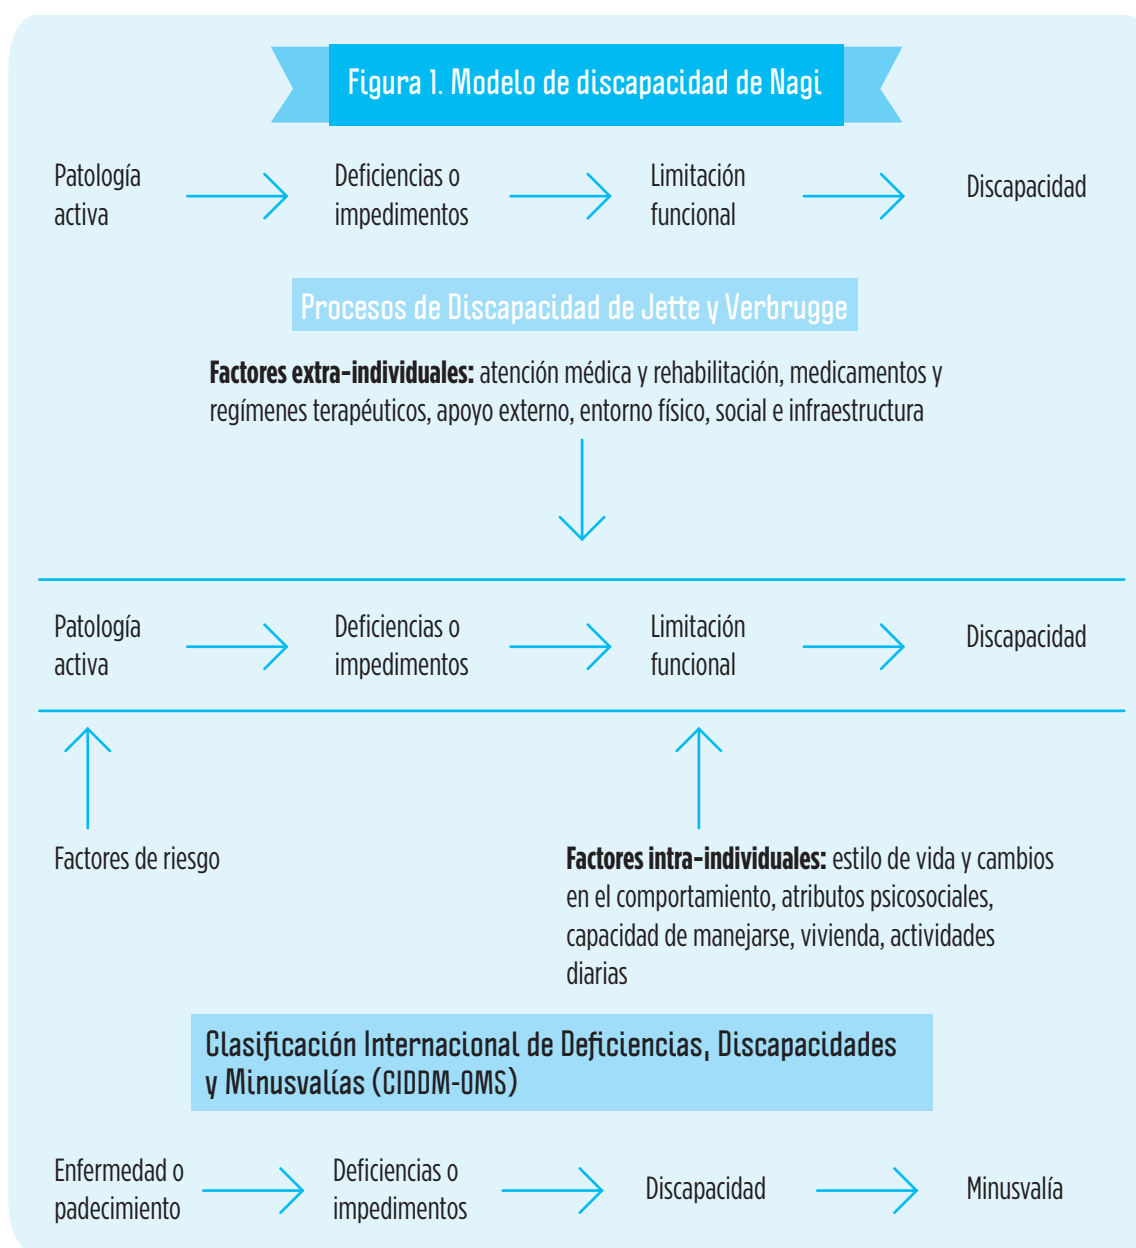 Figura 1. Modelo de discapacidad de Nagi
Patología
activa
Deficiencias o
impedimentos
Limitación
funcional
Discapacidad
Procesos de Discapacidad de Jette y Verbrugge
Factores extra-individuales: atención médica y rehabilitación, medicamentos y
regímenes terapéuticos, apoyo externo, entorno físico, social e infraestructura
Patología
activa
Deficiencias o
impedimentos
Limitación
funcional
Discapacidad
Factores de riesgo
Factores intra-individuales: estilo de vida y cambios
en el comportamiento, atributos psicosociales,
capacidad de manejarse, vivienda, actividades
diarias
Clasificación Internacional de Deficiencias, Discapacidades
y Minusvalías (CIDDM-OMS)
Enfermedad o
padecimiento
Deficiencias o
impedimentos
Discapacidad
Minusvalía